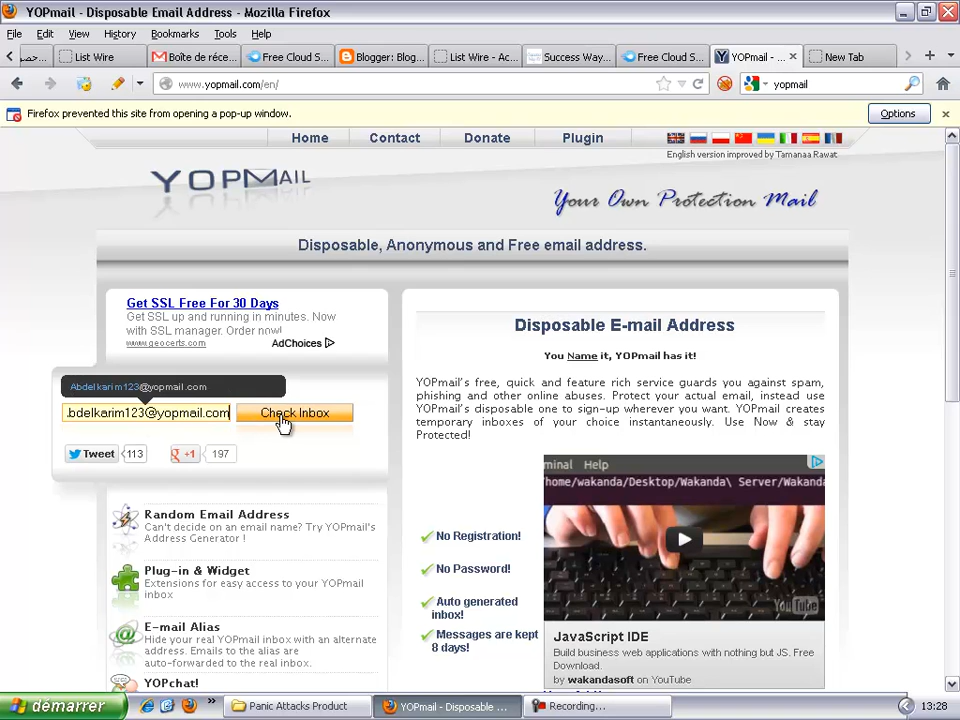 YOPmail - Disposable Email Address - Mozilla Firefox
File Edit View History Bookmarks Tools Help
List Wire
Boîte de réce...
Free Cloud S...
Blogger: Blog...
List Wire - Ac...
Success Way...
Free Cloud S...
YOPmail - ...
New Tab
www.yopmail.com/en/
yopmail
Firefox prevented this site from opening a pop-up window.
Options
Home Contact Donate Plugin
English version improved by Tamanaa Rawat
YOPMAIL
Your Own Protection Mail
Disposable, Anonymous and Free email address.
Get SSL Free For 30 Days
Get SSL up and running in minutes. Now
with SSL manager. Order now!
www.geocerts.com
AdChoices
Abdelkarim123@yopmail.com
bdelkarim123@yopmail.com
Check Inbox
Tweet 113 +1 197
Random Email Address
Can't decide on an email name? Try YOPmail's
Address Generator !
Plug-in & Widget
Extensions for easy access to your YOPmail
inbox
E-mail Alias
Hide your real YOPmail inbox with an alternate
address. Emails to the alias are
auto-forwarded to the real inbox.
YOPchat!
Disposable E-mail Address
You Name it, YOPmail has it!
YOPmail's free, quick and feature rich service guards you against spam,
phishing and other online abuses. Protect your actual email, instead use
YOPmail's disposable one to sign-up wherever you want. YOPmail creates
temporary inboxes of your choice instantaneously. Use Now & stay
Protected!
No Registration!
No Password!
Auto generated
inbox!
Messages are kept
8 days!
minal Help
home/wakanda/Desktop/Wakanda\ Server/Wakanda
YouTube
JavaScript IDE
Build business web applications with nothing but JS. Free
Download.
by wakandasoft on YouTube
démarrer
Panic Attacks Product
YOPmail - Disposable ...
Recording...
13:28